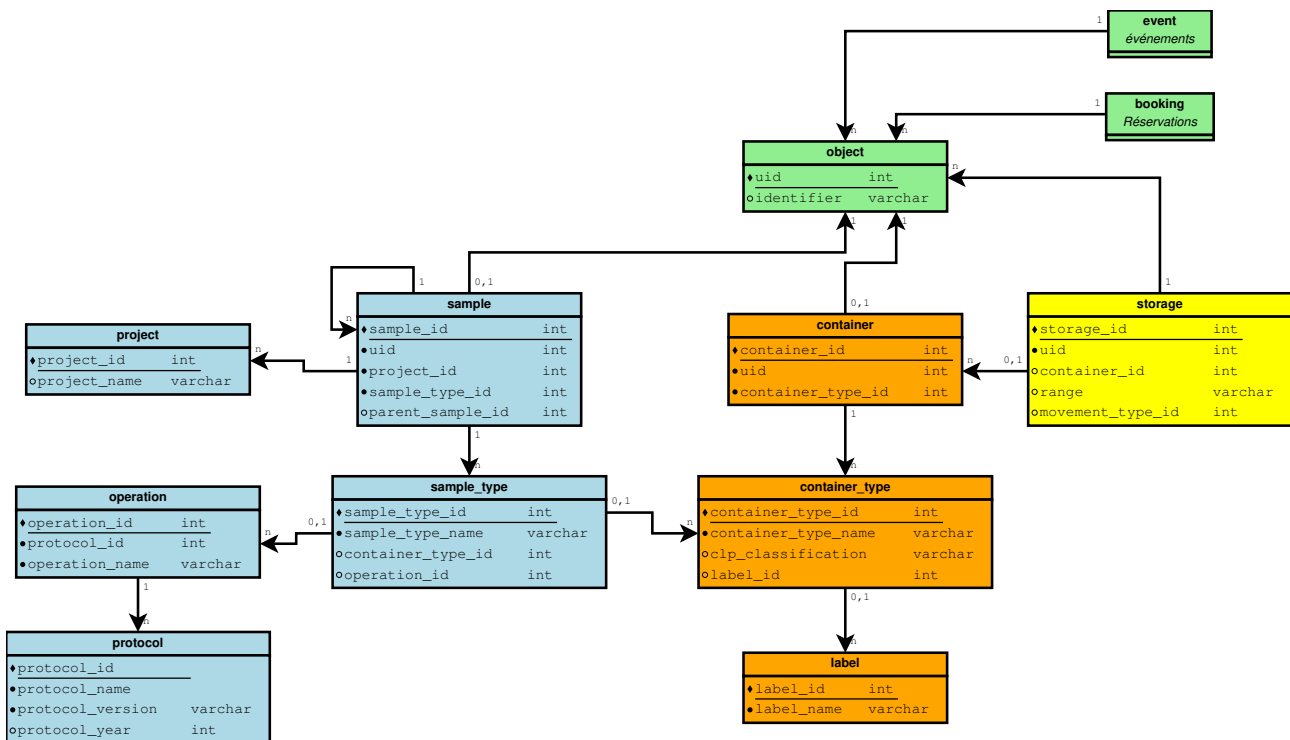 event
événements
1
booking
Réservations
1
n
n
object
uid int
identifier varchar
n
1
1
0,1
1
n
sample
sample_id int
uid int
project_id int
sample_type_id int
parent_sample_id int
1
n
project
project_id int
project_name varchar
0,1
container
container_id int
uid int
container_type_id int
1
storage
storage_id int
uid int
container_id int
range varchar
movement_type_id int
0,1
n
1
n
1
n
operation
operation_id int
protocol_id int
operation_name varchar
n
0,1
sample_type
sample_type_id int
sample_type_name varchar
container_type_id int
operation_id int
0,1
n
container_type
container_type_id int
container_type_name varchar
clp_classification varchar
label_id int
1
n
0,1
n
protocol
protocol_id
protocol_name
protocol_version varchar
protocol_year int
label
label_id int
label_name varchar